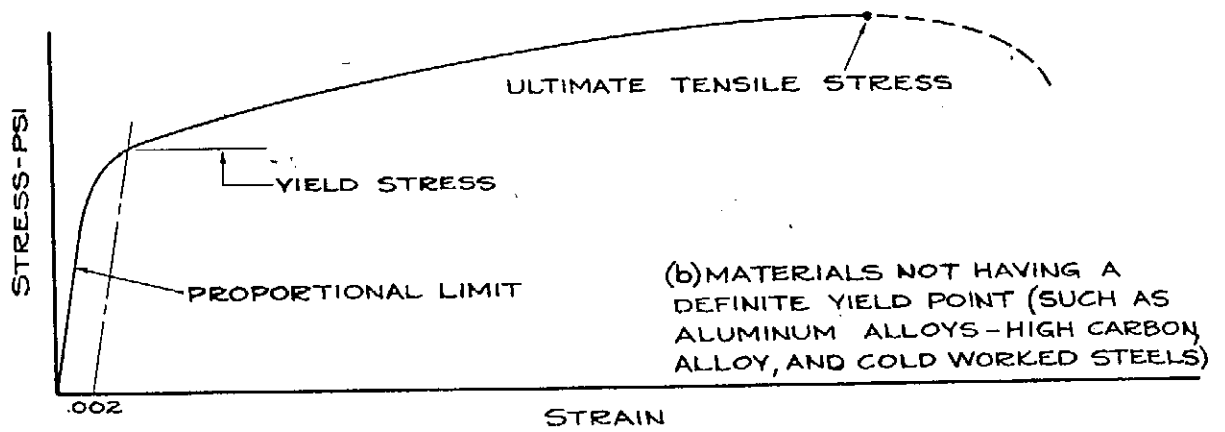 STRESS-PSI
ULTIMATE TENSILE STRESS
YIELD STRESS
PROPORTIONAL LIMIT
(b) MATERIALS NOT HAVING A
DEFINITE YIELD POINT (SUCH AS
ALUMINUM ALLOYS-HIGH CARBON,
ALLOY, AND COLD WORKED STEELS)
.002
STRAIN